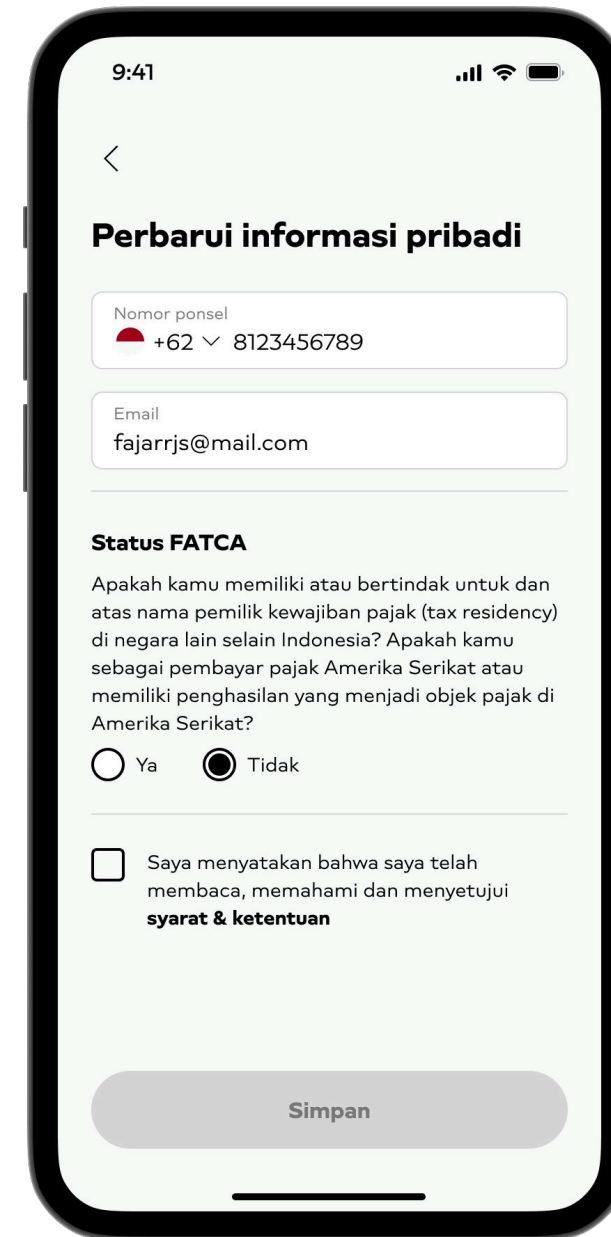 9:41
Perbarui informasi pribadi
Nomor ponsel
+62 8123456789
Email
fajarrjs@mail.com
Status FATCA
Apakah kamu memiliki atau bertindak untuk dan
atas nama pemilik kewajiban pajak (tax residency)
di negara lain selain Indonesia? Apakah kamu
sebagai pembayar pajak Amerika Serikat atau
memiliki penghasilan yang menjadi objek pajak di
Amerika Serikat?
Ya Tidak
Saya menyatakan bahwa saya telah
membaca, memahami dan menyetujui
syarat & ketentuan
Simpan